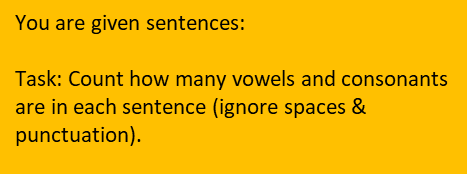 You are given sentences:
Task: Count how many vowels and consonants
are in each sentence (ignore spaces &
punctuation).